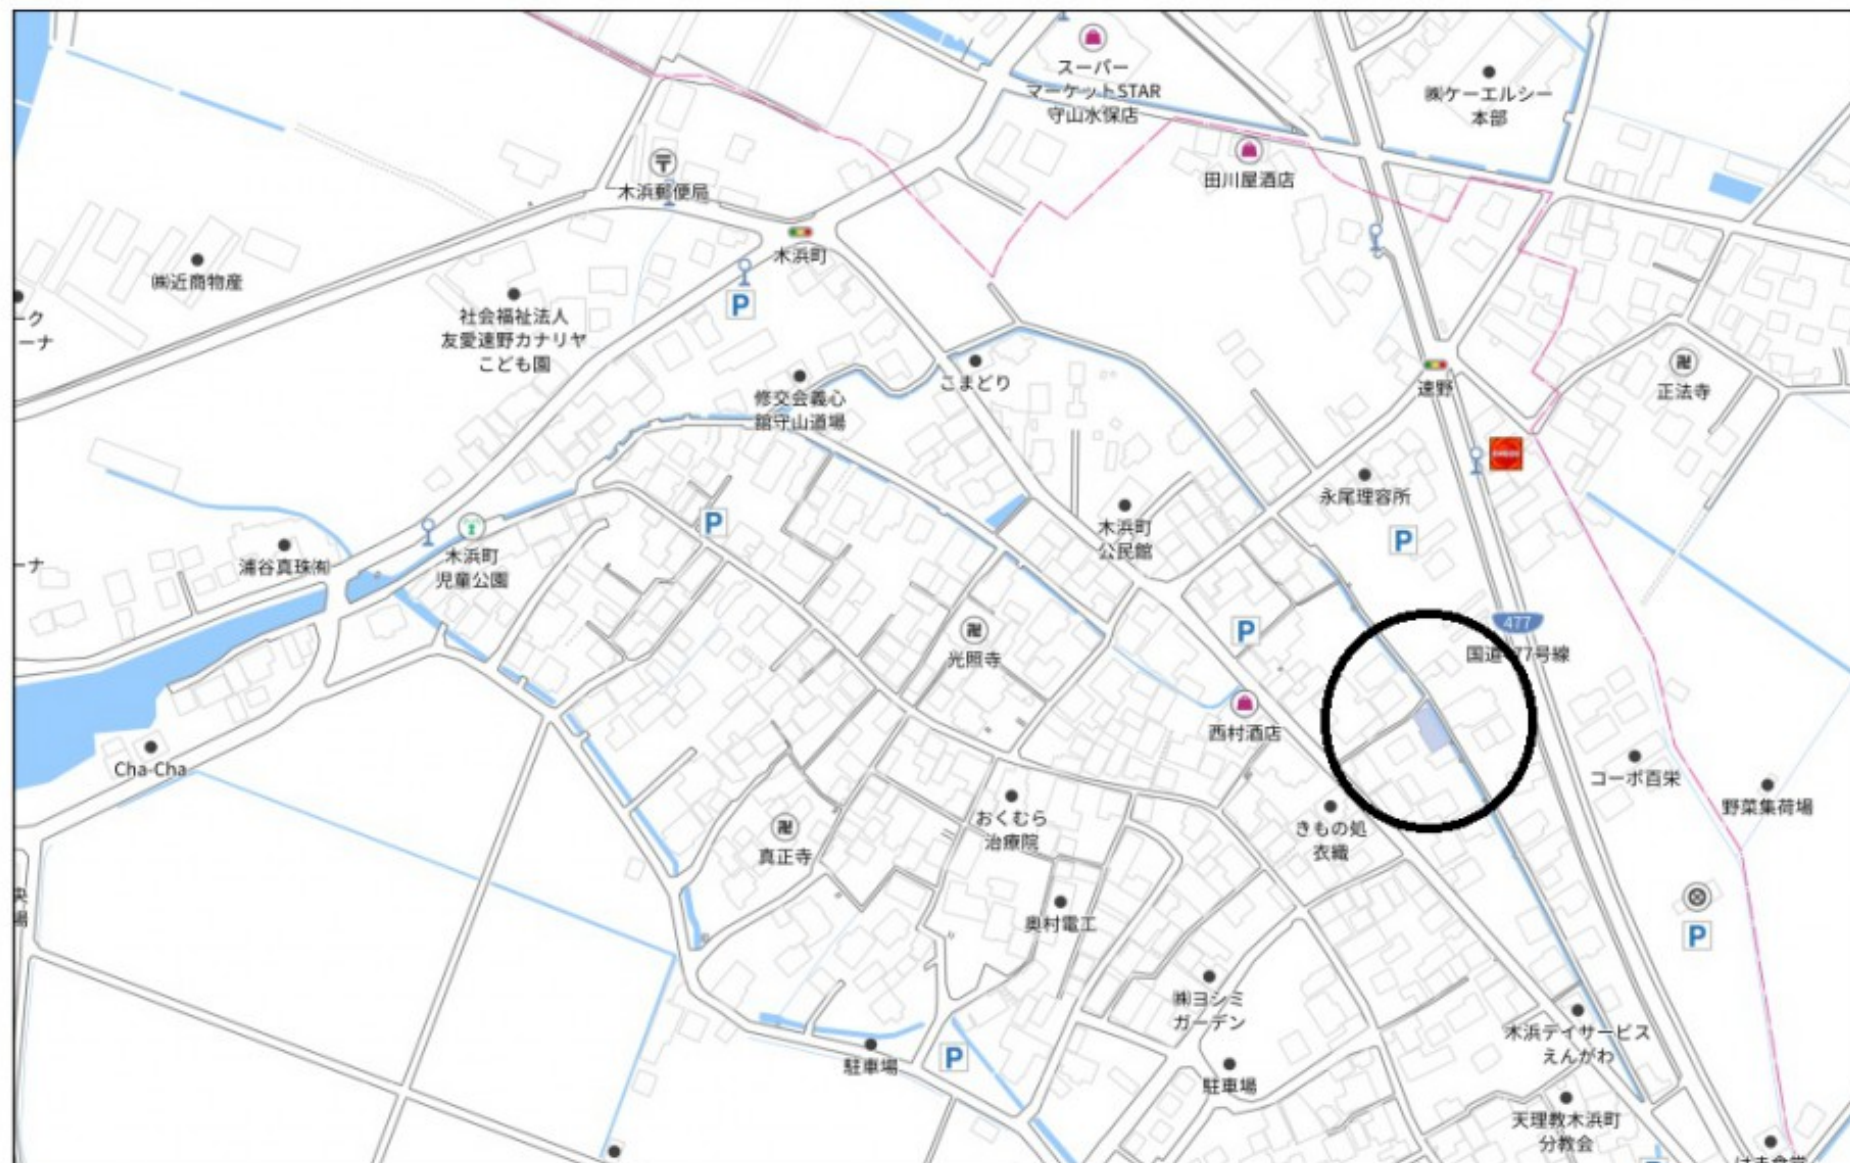 スーパー
マーケットSTAR
守山水保店
㈱ケーエルシー
本部
木浜郵便局
田川屋酒店
木浜町
㈱近商物産
社会福祉法人
友愛速野カナリヤ
こども園
ーク
ーナ
修交会義心
館守山道場
こまどり
速野
正法寺
永尾理容所
P
P
木浜町
公民館
P
浦谷真珠㈲
木浜町
児童公園
ーナ
P
光照寺
477
国道477号線
西村酒店
Cha-Cha
コーポ百栄
野菜集荷場
おくむら
治療院
きもの処
衣織
真正寺
奥村電工
P
㈱ヨシミ
ガーデン
木浜デイサービス
えんがわ
駐車場
P
駐車場
天理教木浜町
分教会